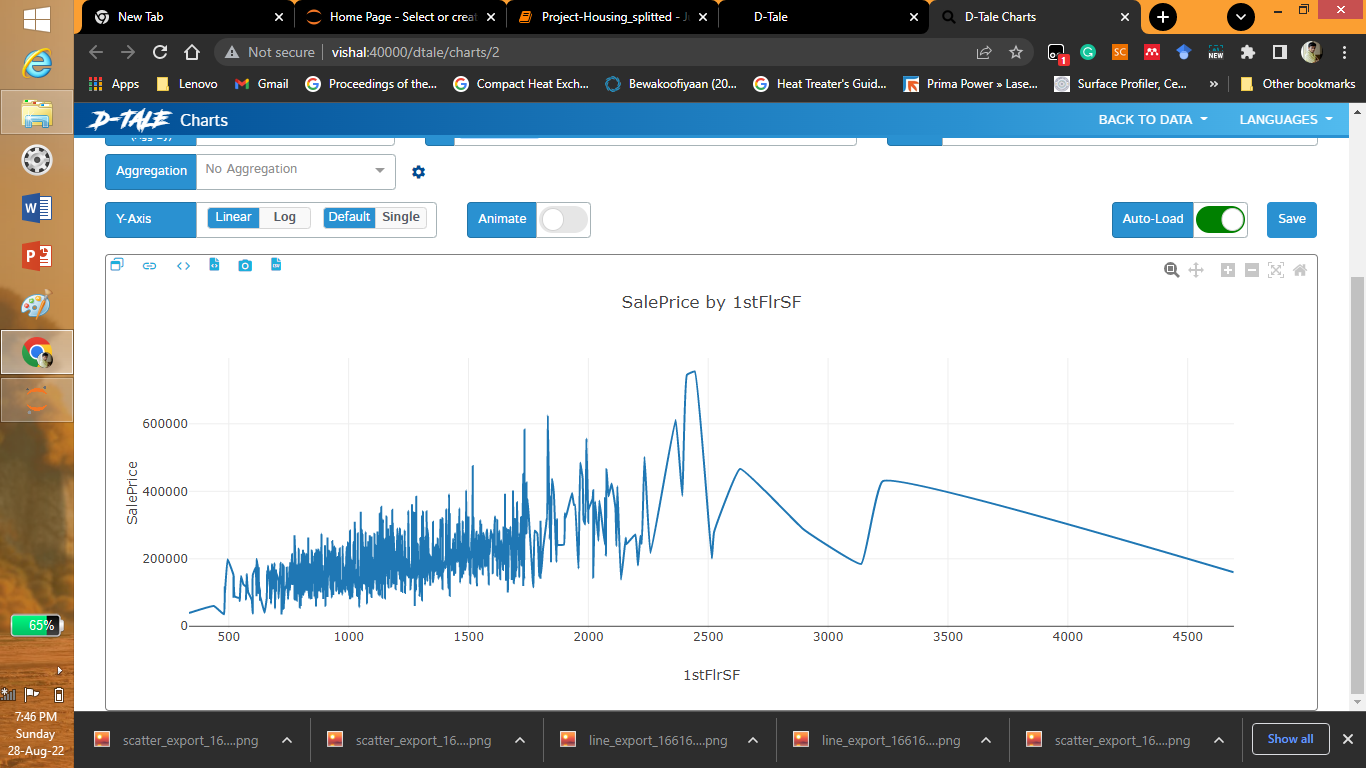 New Tab
Home Page - Select or creat
Project-Housing_splitted - Ju
D-Tale
D-Tale Charts
Not secure | vishal:40000/dtale/charts/2
SC
NEW
1
Apps
Lenovo
Gmail
Proceedings of the...
Compact Heat Exch...
Bewakoofiyaan (20...
Heat Treater's Guid...
Prima Power » Lase...
Surface Profiler, Ce...
»
Other bookmarks
D-TALE Charts
BACK TO DATA
LANGUAGES
Aggregation
No Aggregation
Y-Axis
Linear
Log
Default
Single
Animate
Auto-Load
Save
SalePrice by 1stFlrSF
600000
400000
200000
0
SalePrice
500
1000
1500
2000
2500
3000
3500
4000
4500
1stFlrSF
65%
7:46 PM
Sunday
28-Aug-22
scatter_export_16....png
scatter_export_16....png
line_export_16616....png
line_export_16616....png
scatter_export_16....png
Show all